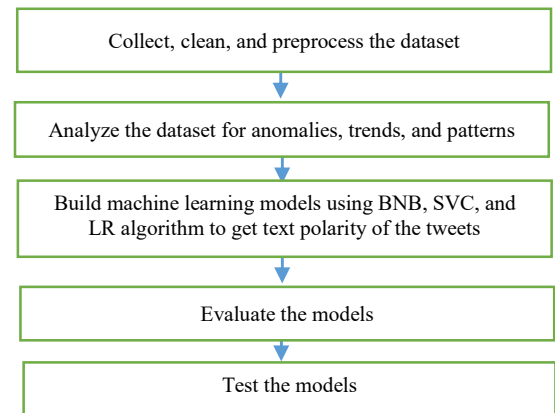 Collect, clean, and preprocess the dataset
Analyze the dataset for anomalies, trends, and patterns
Build machine learning models using BNB, SVC, and
LR algorithm to get text polarity of the tweets
Evaluate the models
Test the models